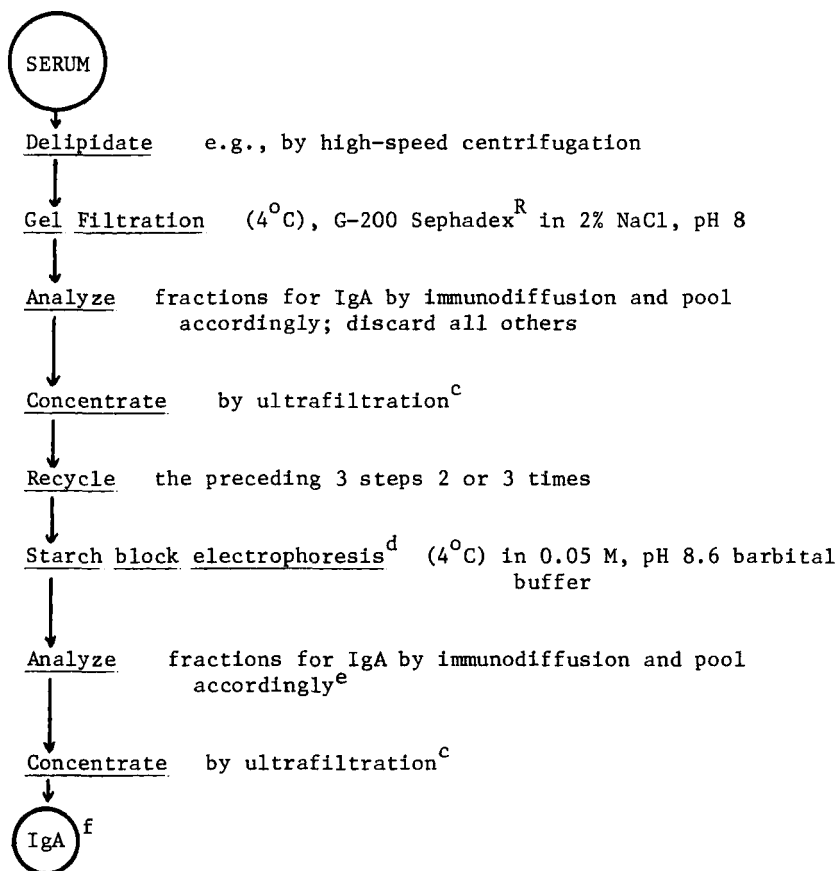 SERUM
Delipidate e.g., by high-speed centrifugation
Gel Filtration (4°C), G-200 Sephadex^R in 2% NaCl, pH 8
Analyze fractions for IgA by immunodiffusion and pool
accordingly; discard all others
Concentrate by ultrafiltration^c
Recycle the preceding 3 steps 2 or 3 times
Starch block electrophoresis^d (4°C) in 0.05 M, pH 8.6 barbital
buffer
Analyze fractions for IgA by immunodiffusion and pool
accordingly^e
Concentrate by ultrafiltration^c
IgA^f